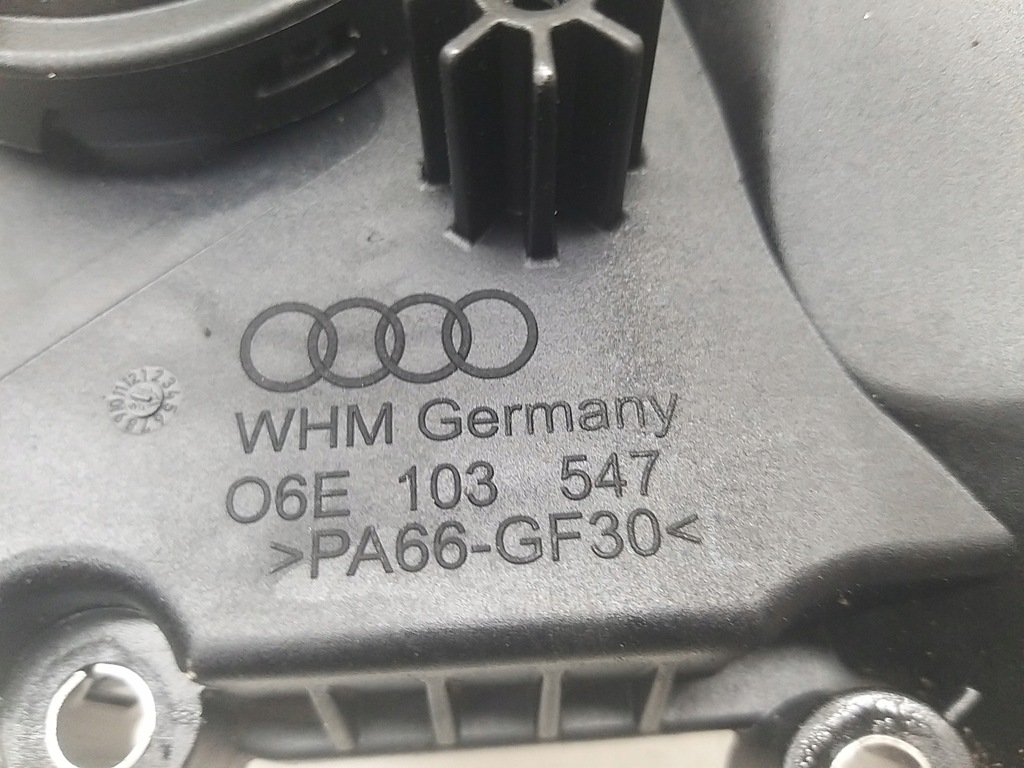 WHM Germany
06E 103 547
>PA66-GF30<